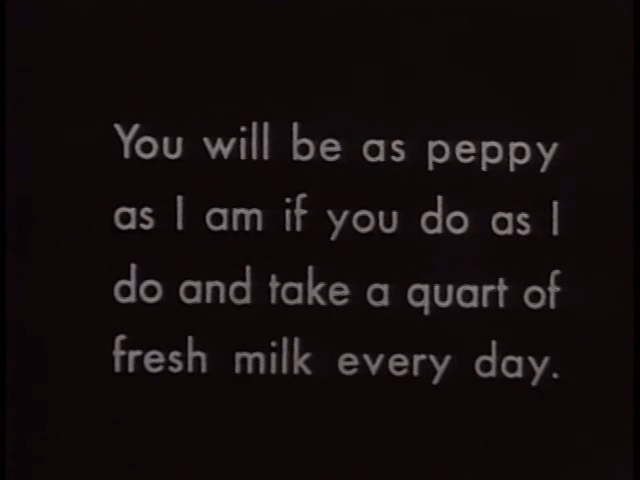 You will be as peppy
as I am if you do as I
do and take a quart of
fresh milk every day.